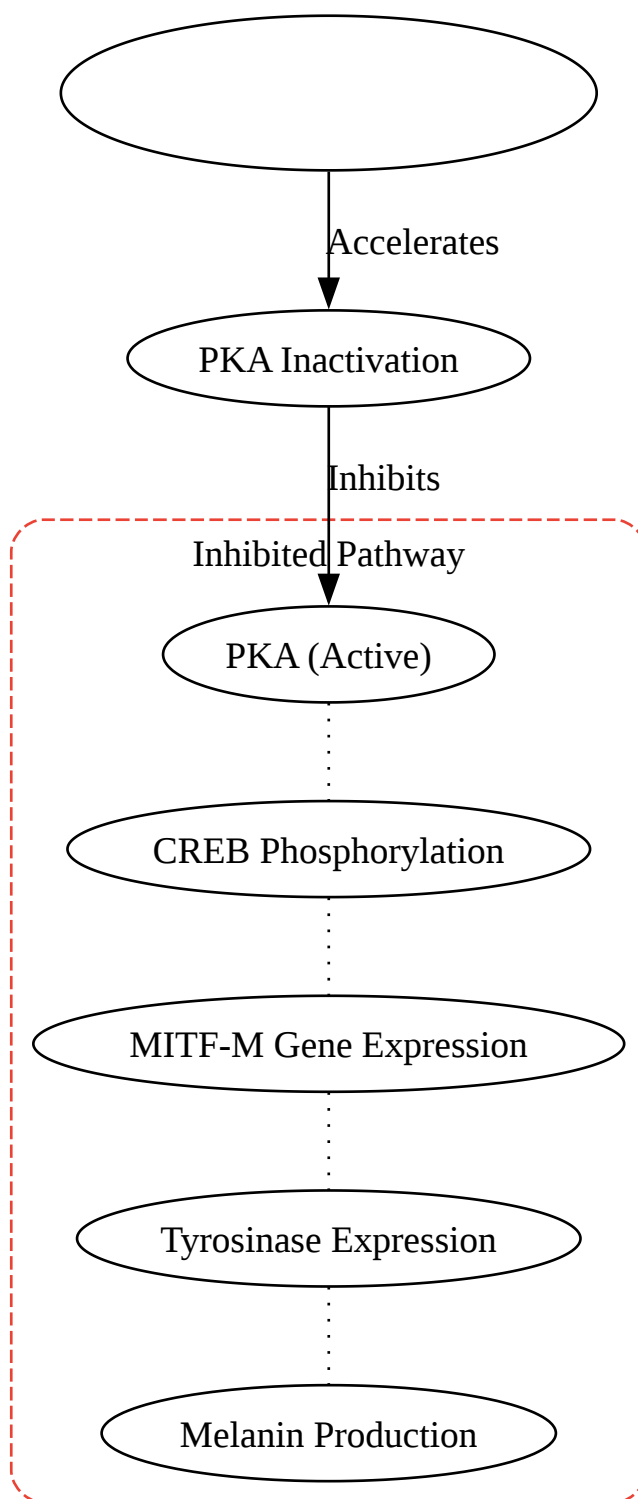 Accelerates
PKA Inactivation
Inhibits
Inhibited Pathway
PKA (Active)
CREB Phosphorylation
MITF-M Gene Expression
Tyrosinase Expression
Melanin Production